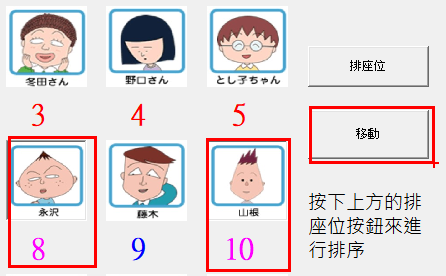 冬田さん 野口さん とし子ちゃん
3 4 5
永沢 藤木 山根
8 9 10
排座位
移動
按下上方的排
座位按鈕來進
行排序